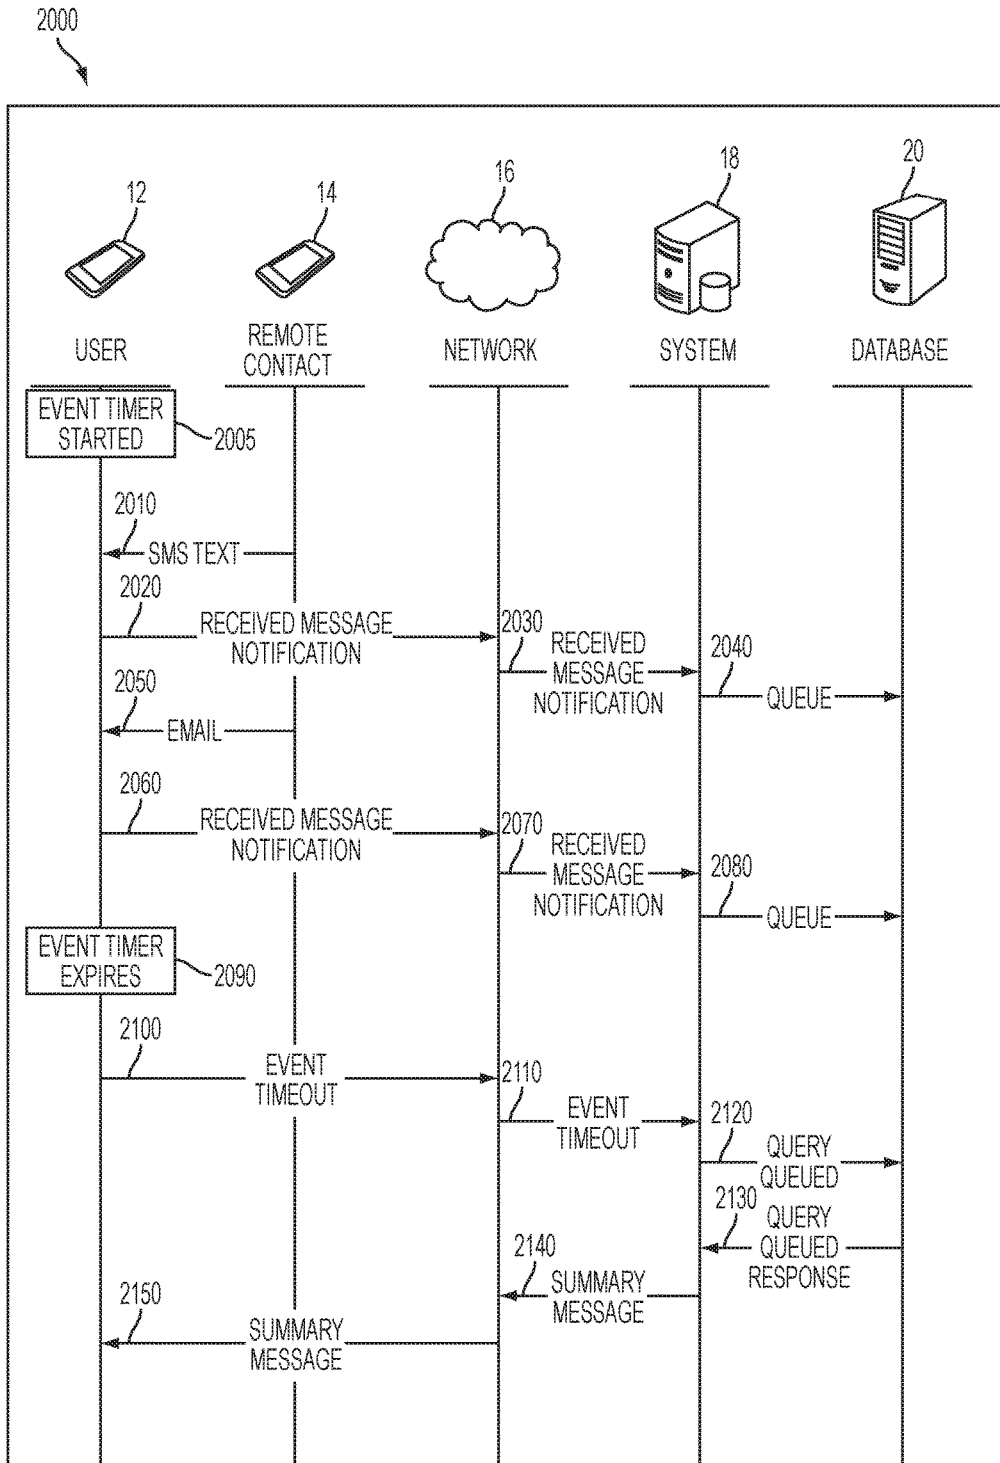 2000
12
14
16
18
20
USER
REMOTE
CONTACT
NETWORK
SYSTEM
DATABASE
EVENT TIMER
STARTED
2005
2010
SMS TEXT
2020
RECEIVED MESSAGE
NOTIFICATION
2030
RECEIVED
MESSAGE
NOTIFICATION
2040
QUEUE
2050
EMAIL
2060
RECEIVED MESSAGE
NOTIFICATION
2070
RECEIVED
MESSAGE
NOTIFICATION
2080
QUEUE
EVENT TIMER
EXPIRES
2090
2100
EVENT
TIMEOUT
2110
EVENT
TIMEOUT
2120
QUERY
QUEUED
2130
QUERY
QUEUED
RESPONSE
2140
SUMMARY
MESSAGE
2150
SUMMARY
MESSAGE